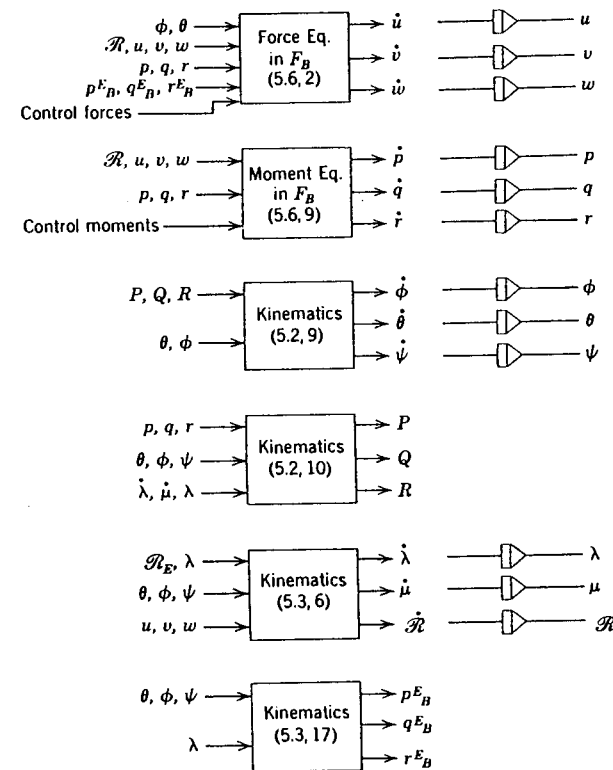 ϕ, θ
ℛ, u, v, w
p, q, r
p^E_B, q^E_B, r^E_B
Control forces
Force Eq.
in F_B
(5.6, 2)
u̇ u
v̇ v
ẇ w
ℛ, u, v, w
p, q, r
Control moments
Moment Eq.
in F_B
(5.6, 9)
ṗ p
q̇ q
ṙ r
P, Q, R
θ, ϕ
Kinematics
(5.2, 9)
ϕ̇ ϕ
θ̇ θ
ψ̇ ψ
p, q, r
θ, ϕ, ψ
λ̇, μ̇, λ
Kinematics
(5.2, 10)
P
Q
R
ℛ_E, λ
θ, ϕ, ψ
u, v, w
Kinematics
(5.3, 6)
λ̇ λ
μ̇ μ
ℛ̇ ℛ
θ, ϕ, ψ
λ
Kinematics
(5.3, 17)
p^E_B
q^E_B
r^E_B